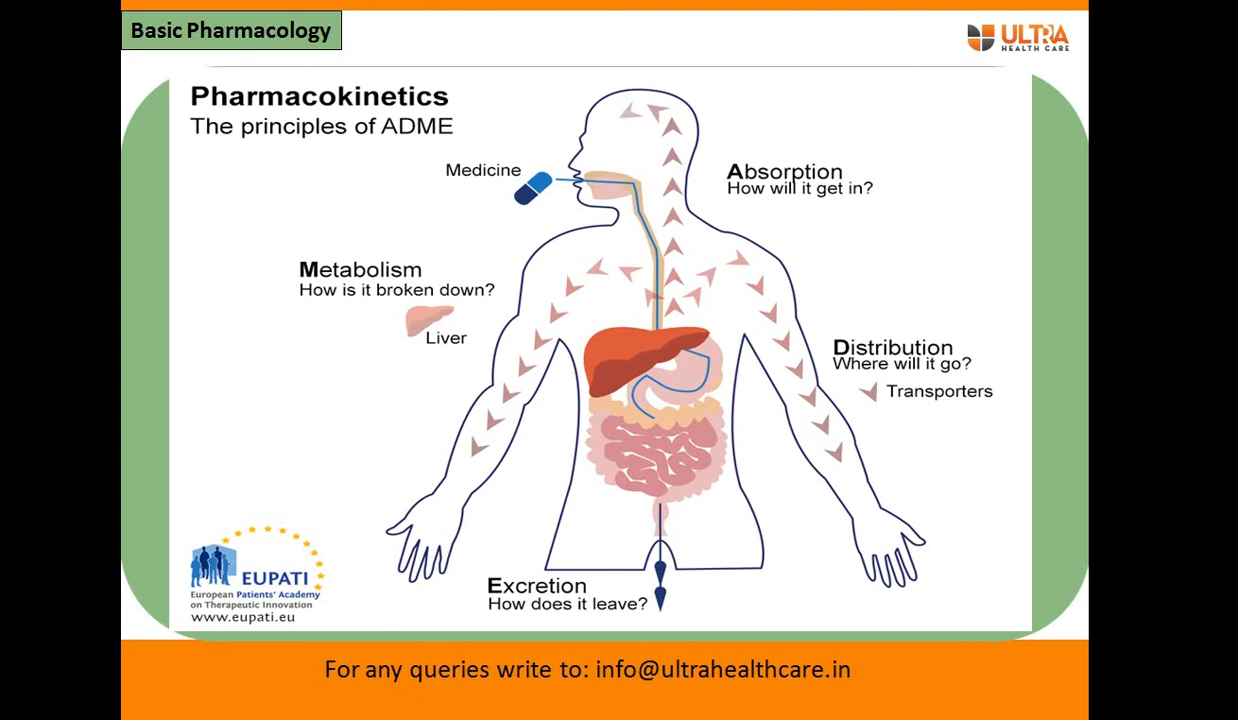 Basic Pharmacology
ULTRA
HEALTH CARE
Pharmacokinetics
The principles of ADME
Medicine
Absorption
How will it get in?
Metabolism
How is it broken down?
Liver
Distribution
Where will it go?
Transporters
EUPATI
European Patients' Academy
on Therapeutic Innovation
www.eupati.eu
Excretion
How does it leave?
For any queries write to: info@ultrahealthcare.in